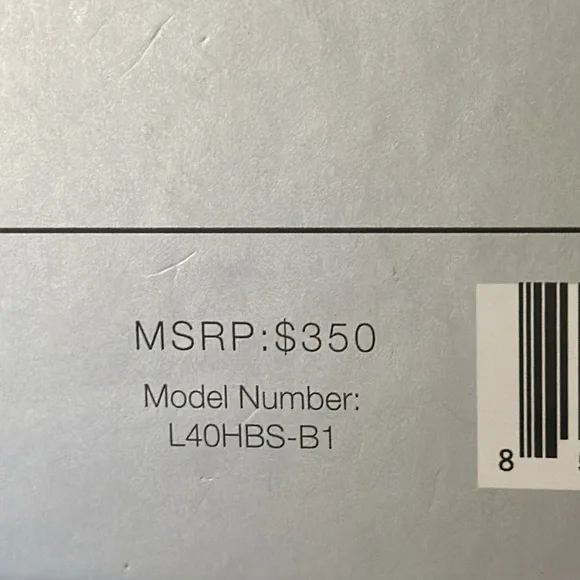 MSRP:$350
Model Number:
L40HBS-B1
8